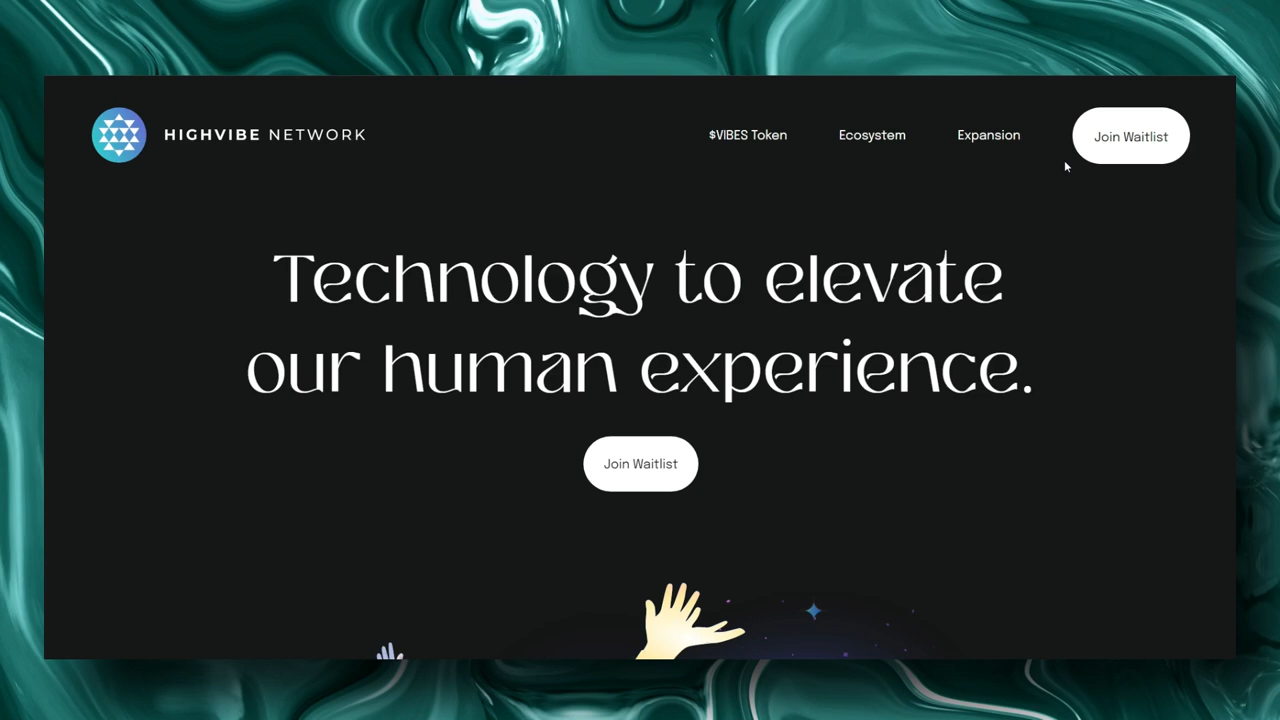 HIGHVIBE NETWORK
$VIBES Token
Ecosystem
Expansion
Join Waitlist
Technology to elevate
our human experience.
Join Waitlist